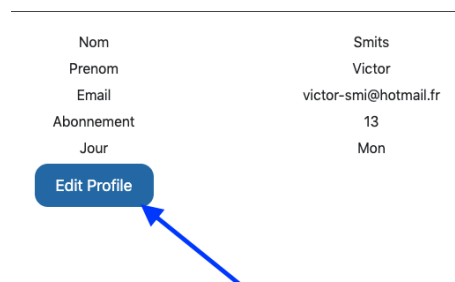 Nom Smits
Prenom Victor
Email victor-smi@hotmail.fr
Abonnement 13
Jour Mon
Edit Profile